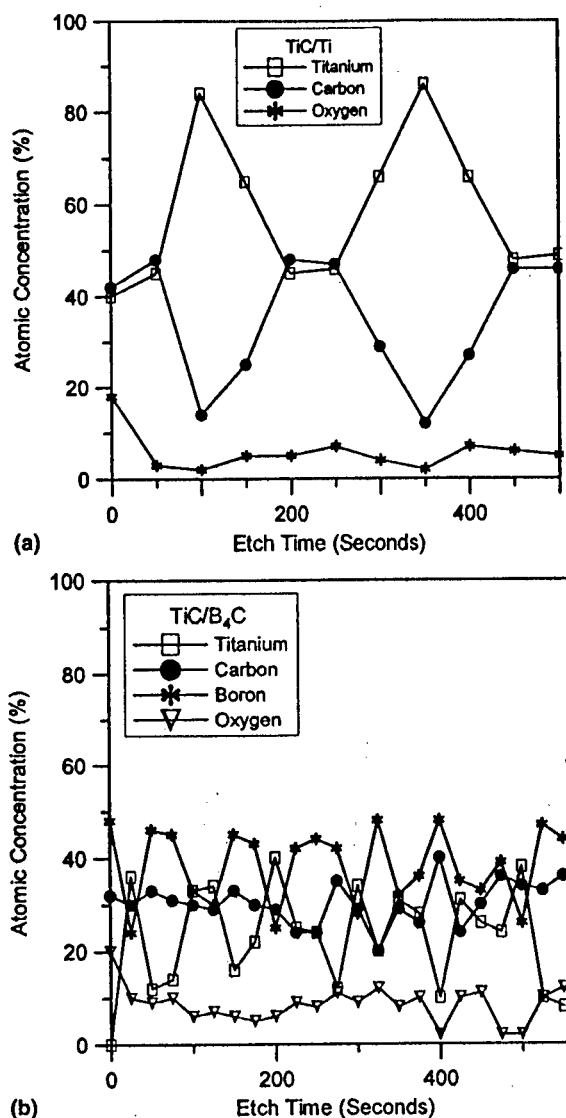 100
80
60
40
20
0
Atomic Concentration (%)
TiC/Ti
Titanium
Carbon
Oxygen
0
200
400
Etch Time (Seconds)
(a)
100
80
60
40
20
0
Atomic Concentration (%)
TiC/B₄C
Titanium
Carbon
Boron
Oxygen
0
200
400
Etch Time (Seconds)
(b)